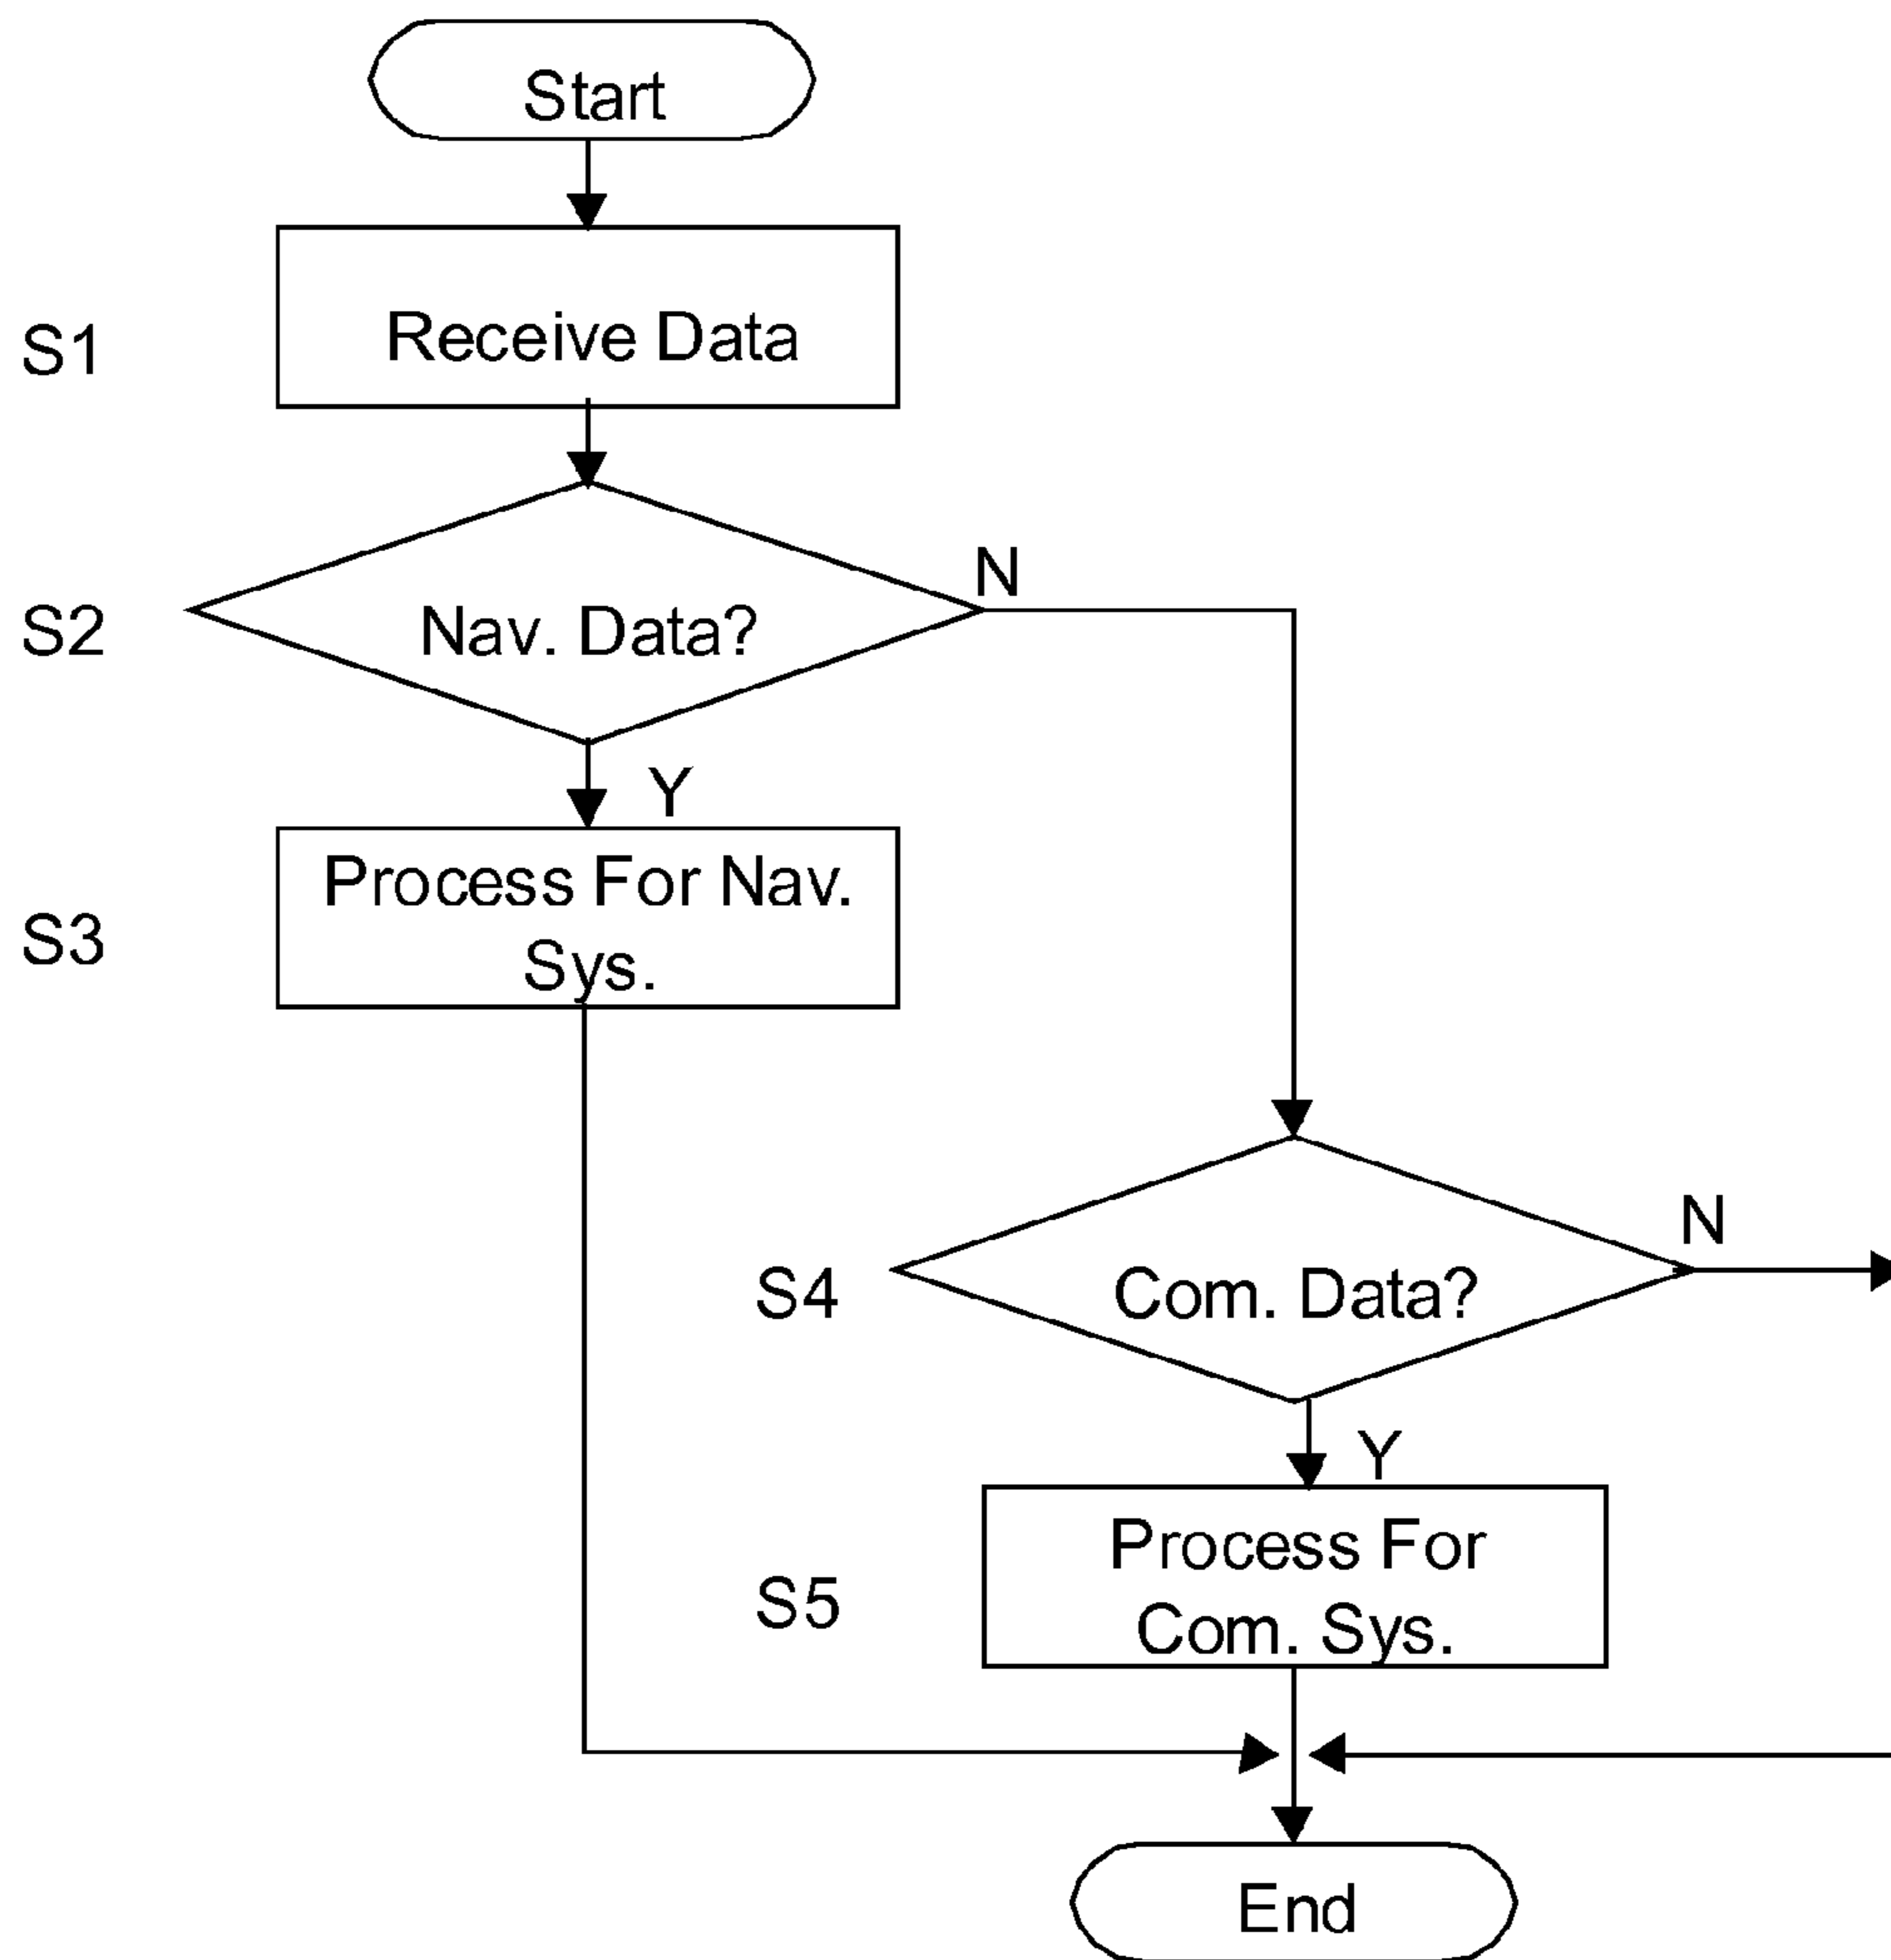 Start
S1
Receive Data
S2
Nav. Data?
N
Y
S3
Process For Nav.
Sys.
S4
Com. Data?
N
Y
S5
Process For
Com. Sys.
End